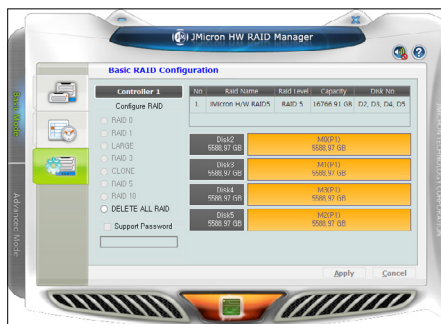 JMicron HW RAID Manager
Basic RAID Configuration
Basic Mode
Advanced Mode
Controller 1
Configure RAID
RAID 0
RAID 1
LARGE
RAID 3
CLONE
RAID 5
RAID 10
DELETE ALL RAID
Support Password
No Raid Name Raid Level Capacity Disk No
1 JMicron H/W RAID5 RAID 5 16766.91 GB D2, D3, D4, D5
Disk2
5588.97 GB
M0(P1)
5588.97 GB
Disk3
5588.97 GB
M1(P1)
5588.97 GB
Disk4
5588.97 GB
M3(P1)
5588.97 GB
Disk5
5588.97 GB
M2(P1)
5588.97 GB
Apply
Cancel